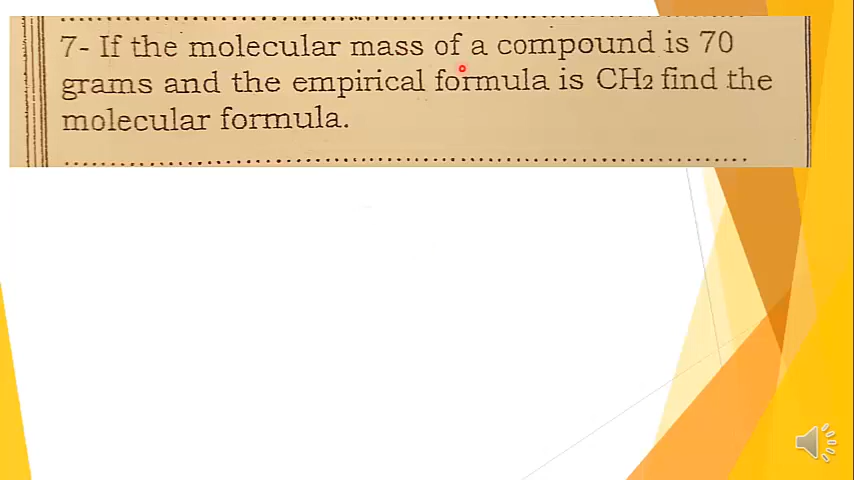 7- If the molecular mass of a compound is 70
grams and the empirical formula is CH2 find the
molecular formula.